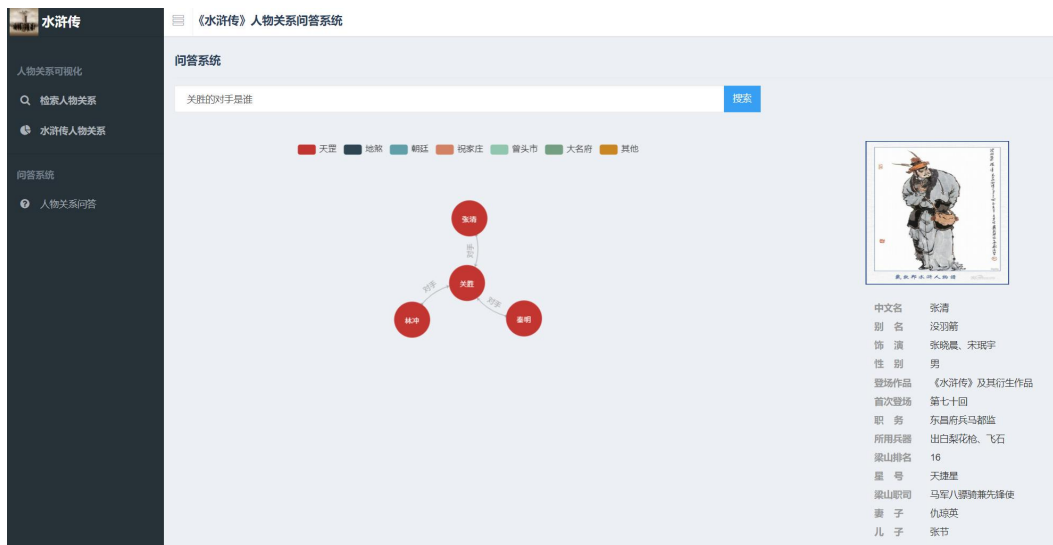 水浒传
《水浒传》人物关系问答系统
人物关系可视化
检索人物关系
水浒传人物关系
问答系统
人物关系问答
问答系统
关胜的对手是谁
搜索
天罡 地煞 朝廷 祝家庄 曾头市 大名府 其他
张清
对手
关胜
对手
对手
林冲
秦明
中文名 张清
别 名 没羽箭
饰 演 张晓晨、宋珉宇
性 别 男
登场作品 《水浒传》及其衍生作品
首次登场 第七十回
职 务 东昌府兵马都监
所用兵器 出白梨花枪、飞石
梁山排名 16
星 号 天捷星
梁山职司 马军八骠骑兼先锋使
妻 子 仇琼英
儿 子 张节